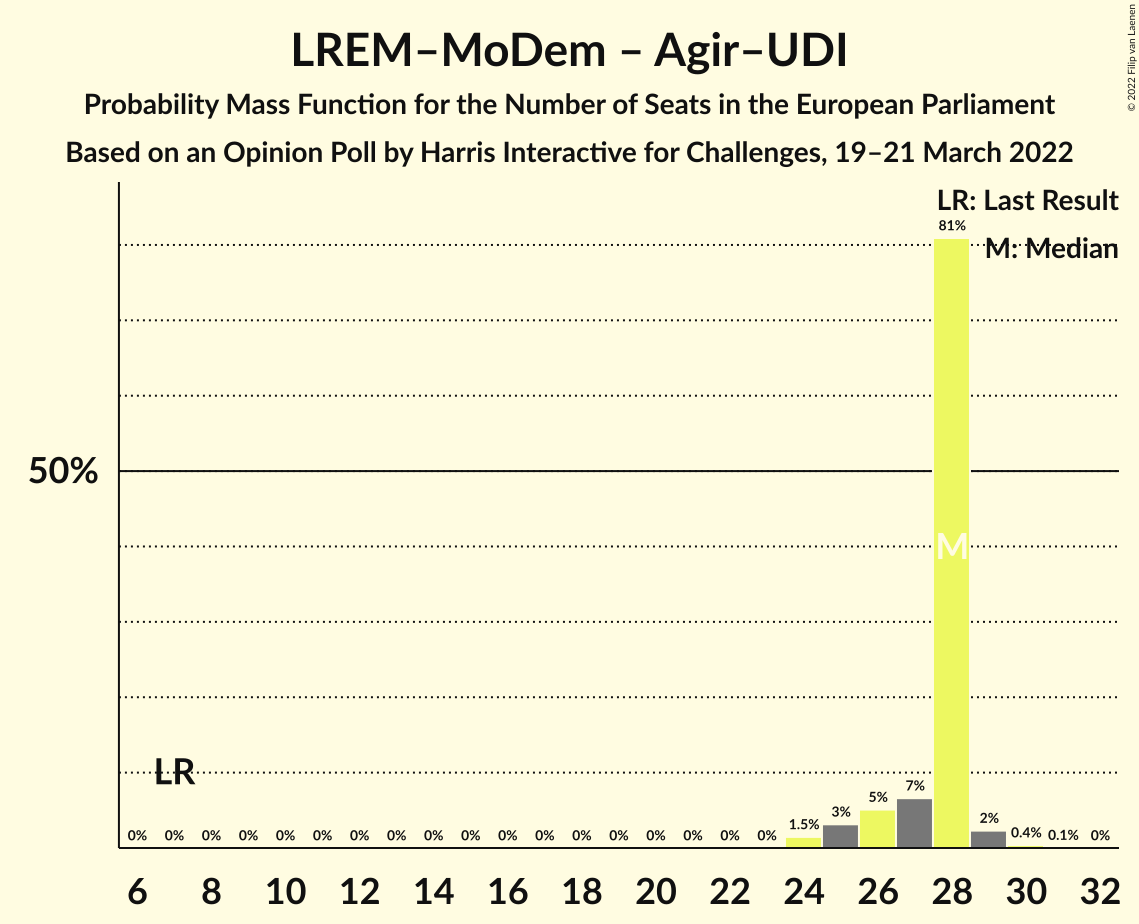 LREM–MoDem – Agir–UDI
Probability Mass Function for the Number of Seats in the European Parliament
Based on an Opinion Poll by Harris Interactive for Challenges, 19–21 March 2022
© 2022 Filip van Laenen
LR: Last Result
M: Median
81%
50%
M
LR
0% 0% 0% 0% 0% 0% 0% 0% 0% 0% 0% 0% 0% 0% 0% 0% 0% 0% 1.5% 3% 5% 7% 2% 0.4% 0.1% 0%
6 8 10 12 14 16 18 20 22 24 26 28 30 32